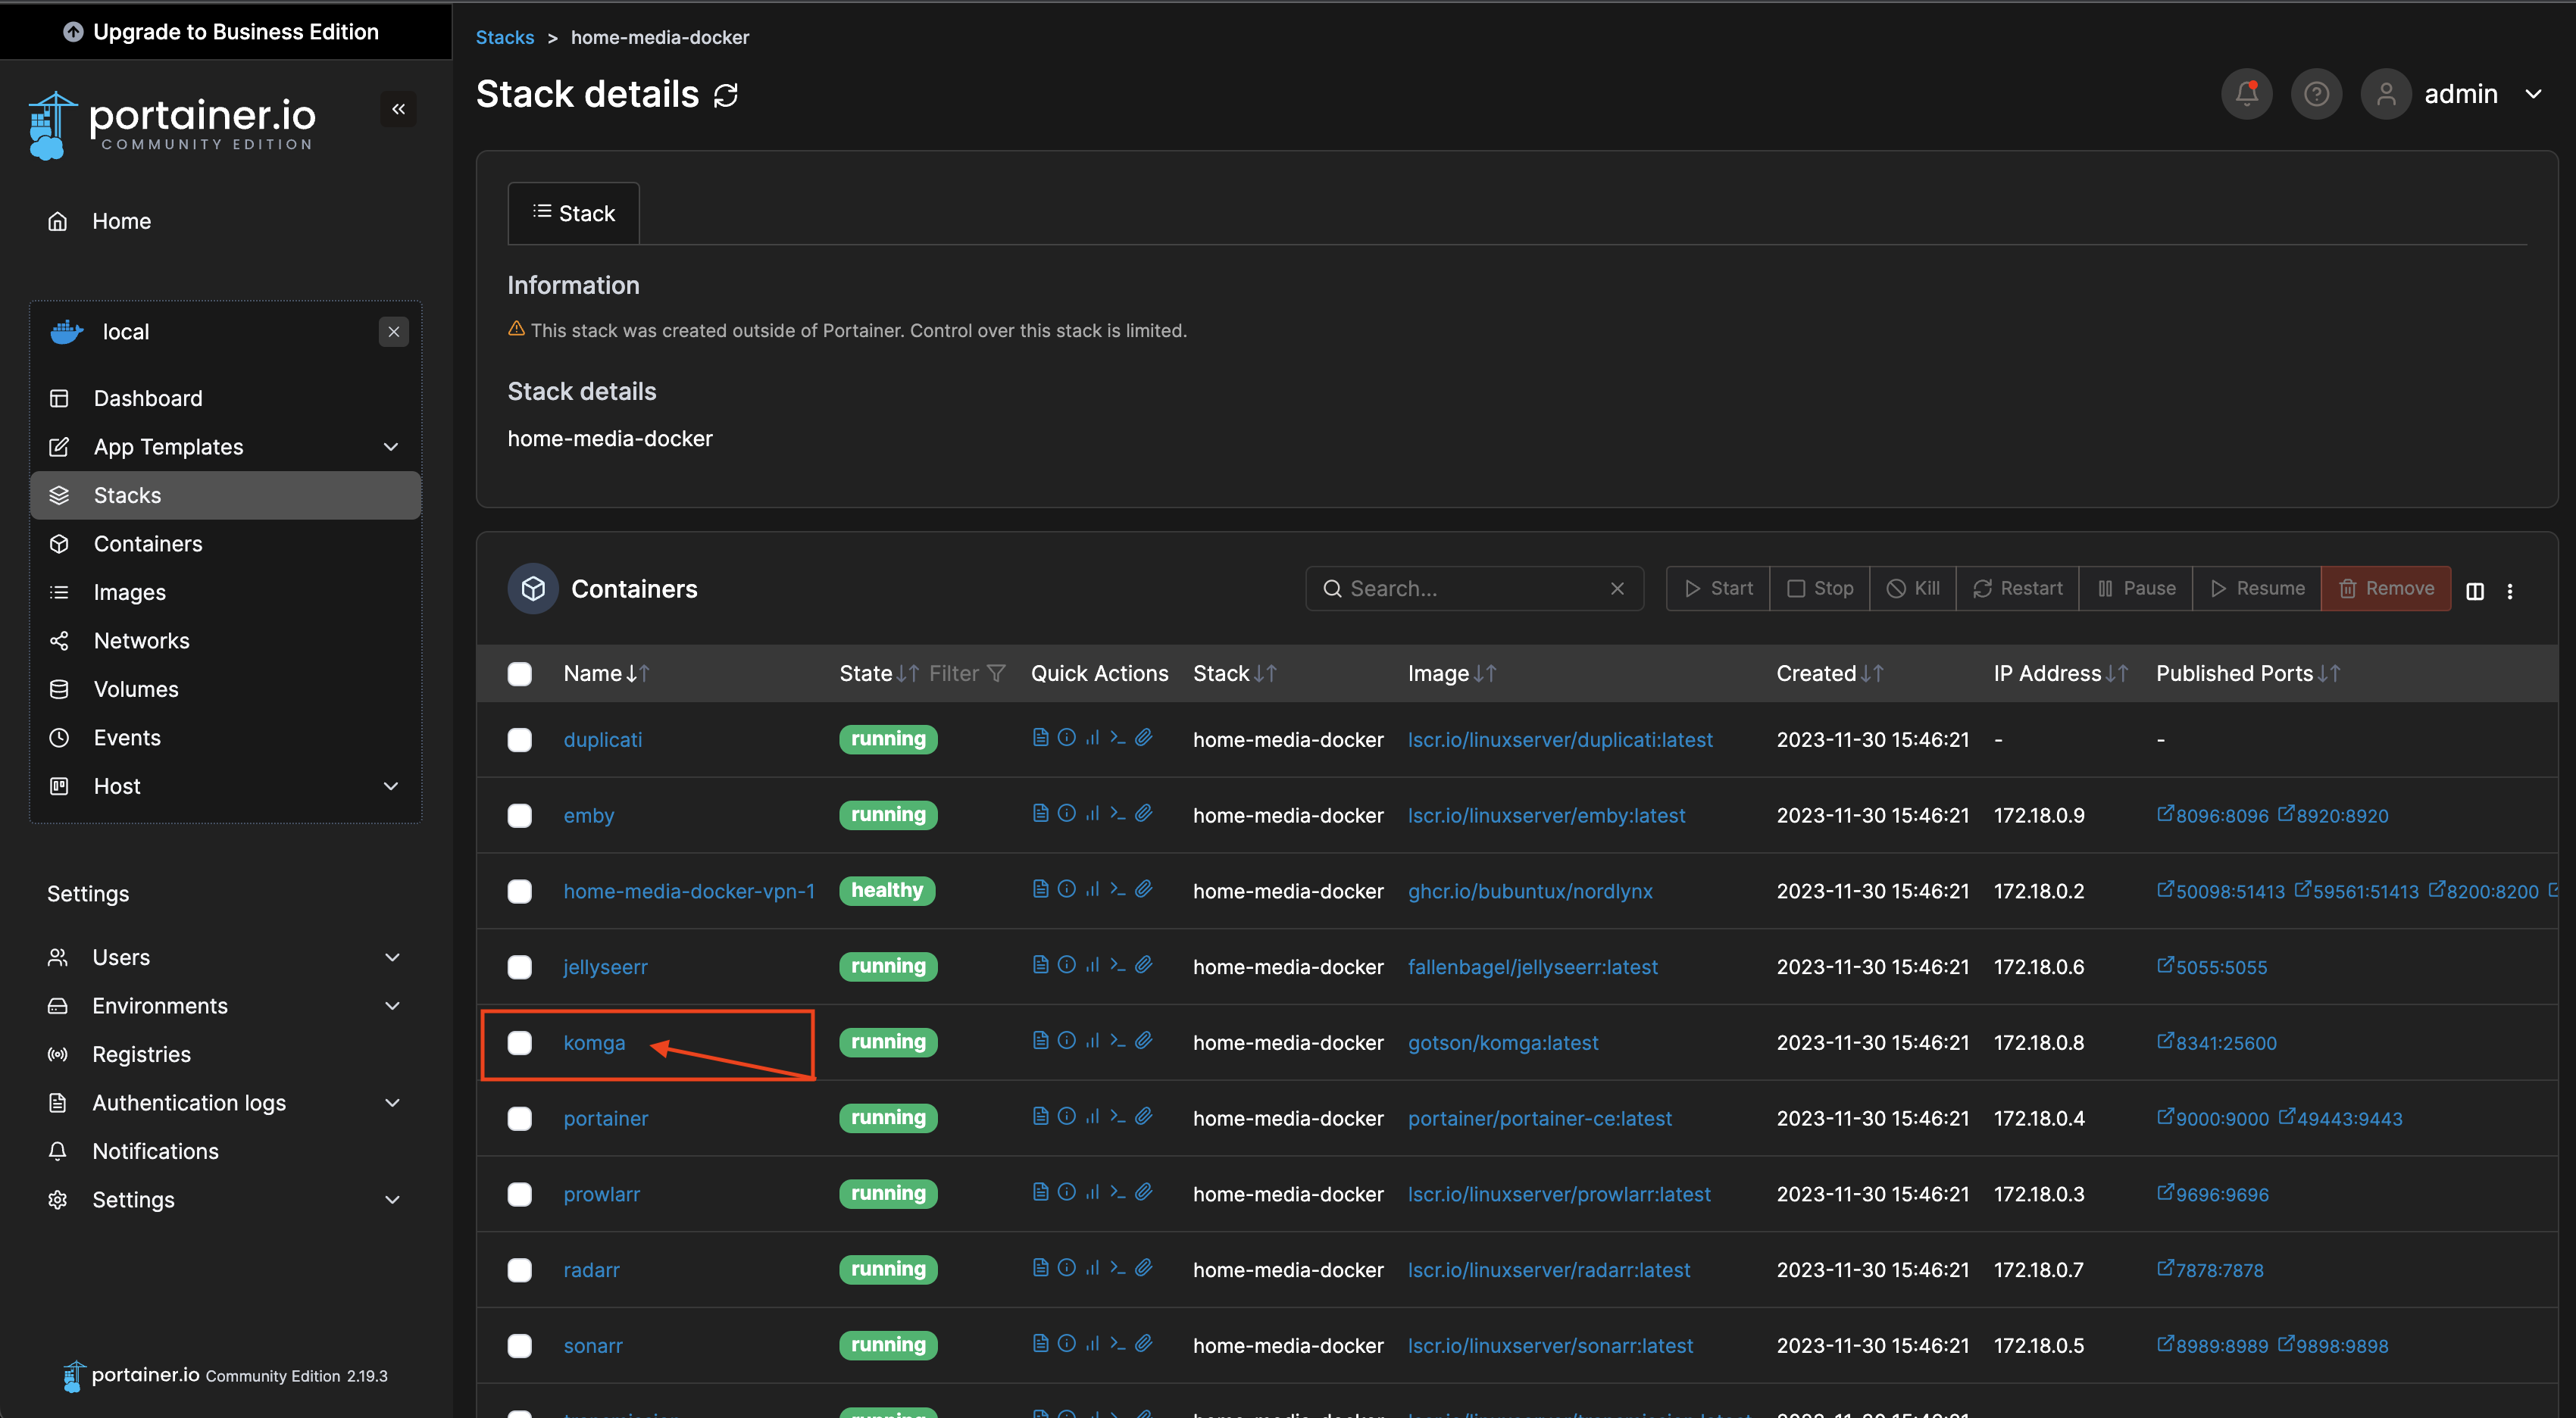 Upgrade to Business Edition
portainer.io
COMMUNITY EDITION
Home
local
Dashboard
App Templates
Stacks
Containers
Images
Networks
Volumes
Events
Host
Settings
Users
Environments
Registries
Authentication logs
Notifications
Settings
portainer.io Community Edition 2.19.3
Stacks > home-media-docker
Stack details
admin
Stack
Information
This stack was created outside of Portainer. Control over this stack is limited.
Stack details
home-media-docker
Containers
Search...
Start Stop Kill Restart Pause Resume Remove
Name State Filter Quick Actions Stack Image Created IP Address Published Ports
duplicati running home-media-docker lscr.io/linuxserver/duplicati:latest 2023-11-30 15:46:21 - -
emby running home-media-docker lscr.io/linuxserver/emby:latest 2023-11-30 15:46:21 172.18.0.9 8096:8096 8920:8920
home-media-docker-vpn-1 healthy home-media-docker ghcr.io/bubuntux/nordlynx 2023-11-30 15:46:21 172.18.0.2 50098:51413 59561:51413 8200:8200
jellyseerr running home-media-docker fallenbagel/jellyseerr:latest 2023-11-30 15:46:21 172.18.0.6 5055:5055
komga running home-media-docker gotson/komga:latest 2023-11-30 15:46:21 172.18.0.8 8341:25600
portainer running home-media-docker portainer/portainer-ce:latest 2023-11-30 15:46:21 172.18.0.4 9000:9000 49443:9443
prowlarr running home-media-docker lscr.io/linuxserver/prowlarr:latest 2023-11-30 15:46:21 172.18.0.3 9696:9696
radarr running home-media-docker lscr.io/linuxserver/radarr:latest 2023-11-30 15:46:21 172.18.0.7 7878:7878
sonarr running home-media-docker lscr.io/linuxserver/sonarr:latest 2023-11-30 15:46:21 172.18.0.5 8989:8989 9898:9898